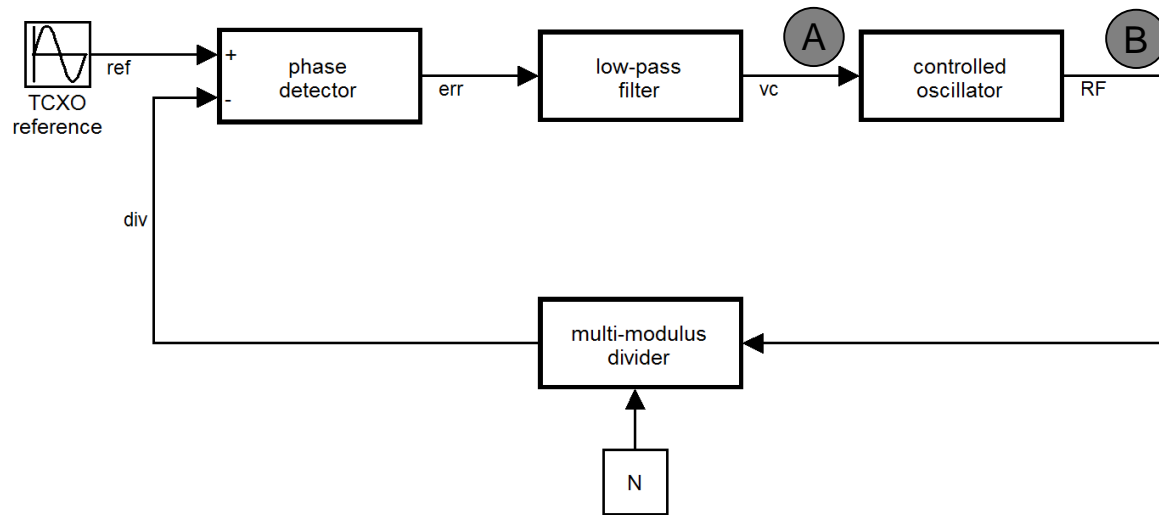 A
B
+
-
ref
TCXO
reference
phase
detector
err
low-pass
filter
vc
controlled
oscillator
RF
div
multi-modulus
divider
N